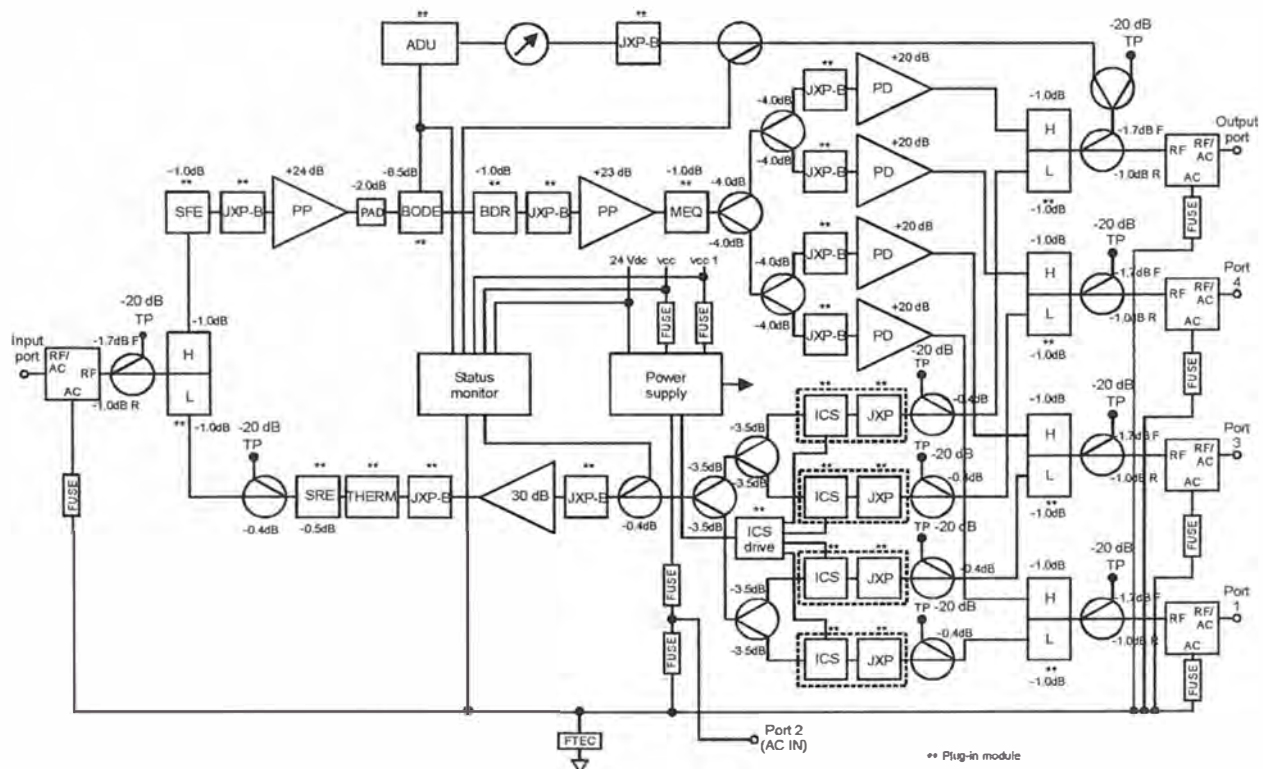 **
ADU
**
JXP-B
-20 dB
TP
-1.0dB
**
SFE
**
JXP-B
+24 dB
PP
-2.0dB
PAD
BODE
**
-1.0dB
**
BDR
**
JXP-B
+23 dB
PP
-1.0dB
**
MEQ
-4.0dB
-4.0dB
-4.0dB
-4.0dB
**
JXP-B
+20 dB
PD
**
JXP-B
+20 dB
PD
-4.0dB
-4.0dB
**
JXP-B
+20 dB
PD
**
JXP-B
+20 dB
PD
-1.0dB
H
L
**
-1.0dB
-1.7dB F
-1.0dB R
RF
RF/
AC
AC
Output
port
FUSE
-1.0dB
H
L
**
-1.0dB
-20 dB
TP
-1.7dB F
-1.0dB R
RF
RF/
AC
AC
Port
4
FUSE
24 Vdc
vcc
vcc 1
FUSE
FUSE
Status
monitor
Power
supply
Input
port
RF/
AC
RF
AC
FUSE
-20 dB
TP
-1.7dB F
-1.0dB R
-1.0dB
H
L
**
-1.0dB
-20 dB
TP
-0.4dB
**
SRE
-0.5dB
**
THERM
**
JXP-B
30 dB
**
JXP-B
-0.4dB
-3.5dB
-3.5dB
-3.5dB
-3.5dB
**
ICS
drive
-3.5dB
-3.5dB
**
ICS
**
JXP
-20 dB
TP
-0.4dB
**
ICS
**
JXP
-20 dB
TP
**
ICS
**
JXP
-20 dB
TP
-0.4dB
**
ICS
**
JXP
TP
-20 dB
-0.4dB
-1.0dB
H
L
**
-1.0dB
-20 dB
TP
-1.7dB F
-1.0dB R
RF
RF/
AC
AC
Port
3
FUSE
-1.0dB
H
L
**
-1.0dB
-20 dB
TP
-1.7dB F
-1.0dB R
RF
RF/
AC
AC
Port
1
FUSE
FUSE
FUSE
FTEC
Port 2
(AC IN)
** Plug-in module